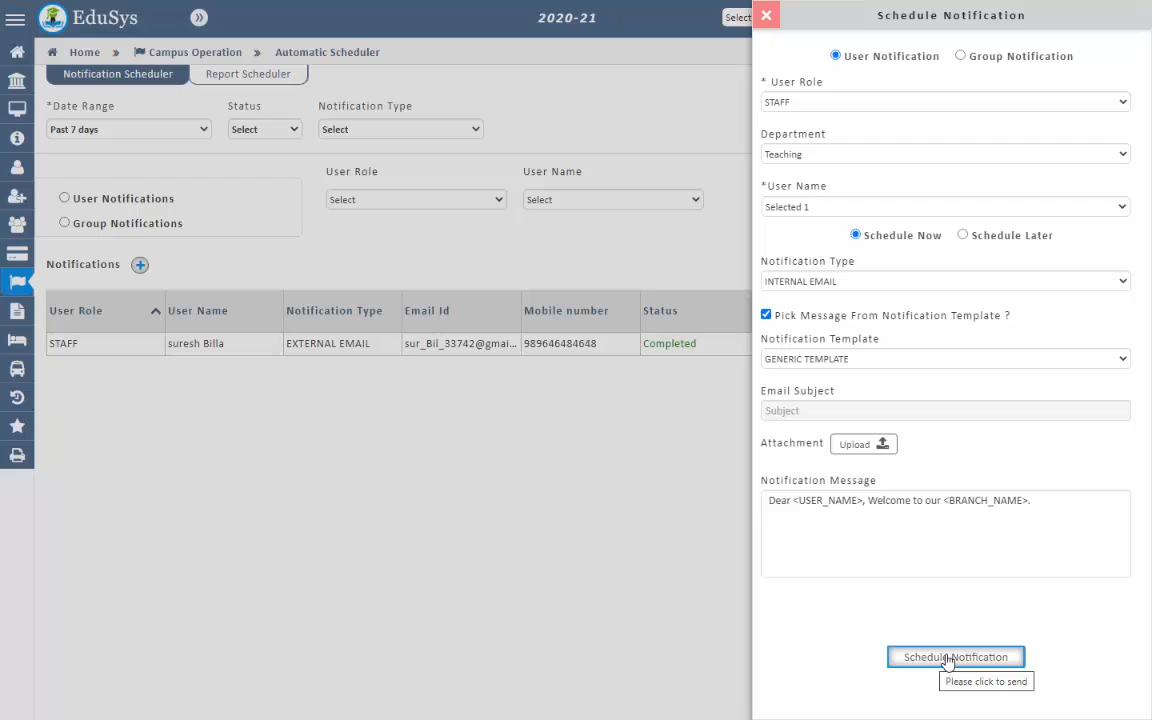 EduSys
2020-21
Select
Home » Campus Operation » Automatic Scheduler
Notification Scheduler
Report Scheduler
*Date Range
Status
Notification Type
Past 7 days
Select
Select
User Notifications
Group Notifications
User Role
User Name
Select
Select
Notifications
User Role
User Name
Notification Type
Email Id
Mobile number
Status
STAFF
suresh Billa
EXTERNAL EMAIL
sur_Bil_33742@gmai...
989646484648
Completed
Schedule Notification
User Notification
Group Notification
* User Role
STAFF
Department
Teaching
*User Name
Selected 1
Schedule Now
Schedule Later
Notification Type
INTERNAL EMAIL
Pick Message From Notification Template ?
Notification Template
GENERIC TEMPLATE
Email Subject
Subject
Attachment
Upload
Notification Message
Dear <USER_NAME>, Welcome to our <BRANCH_NAME>.
Schedule Notification
Please click to send